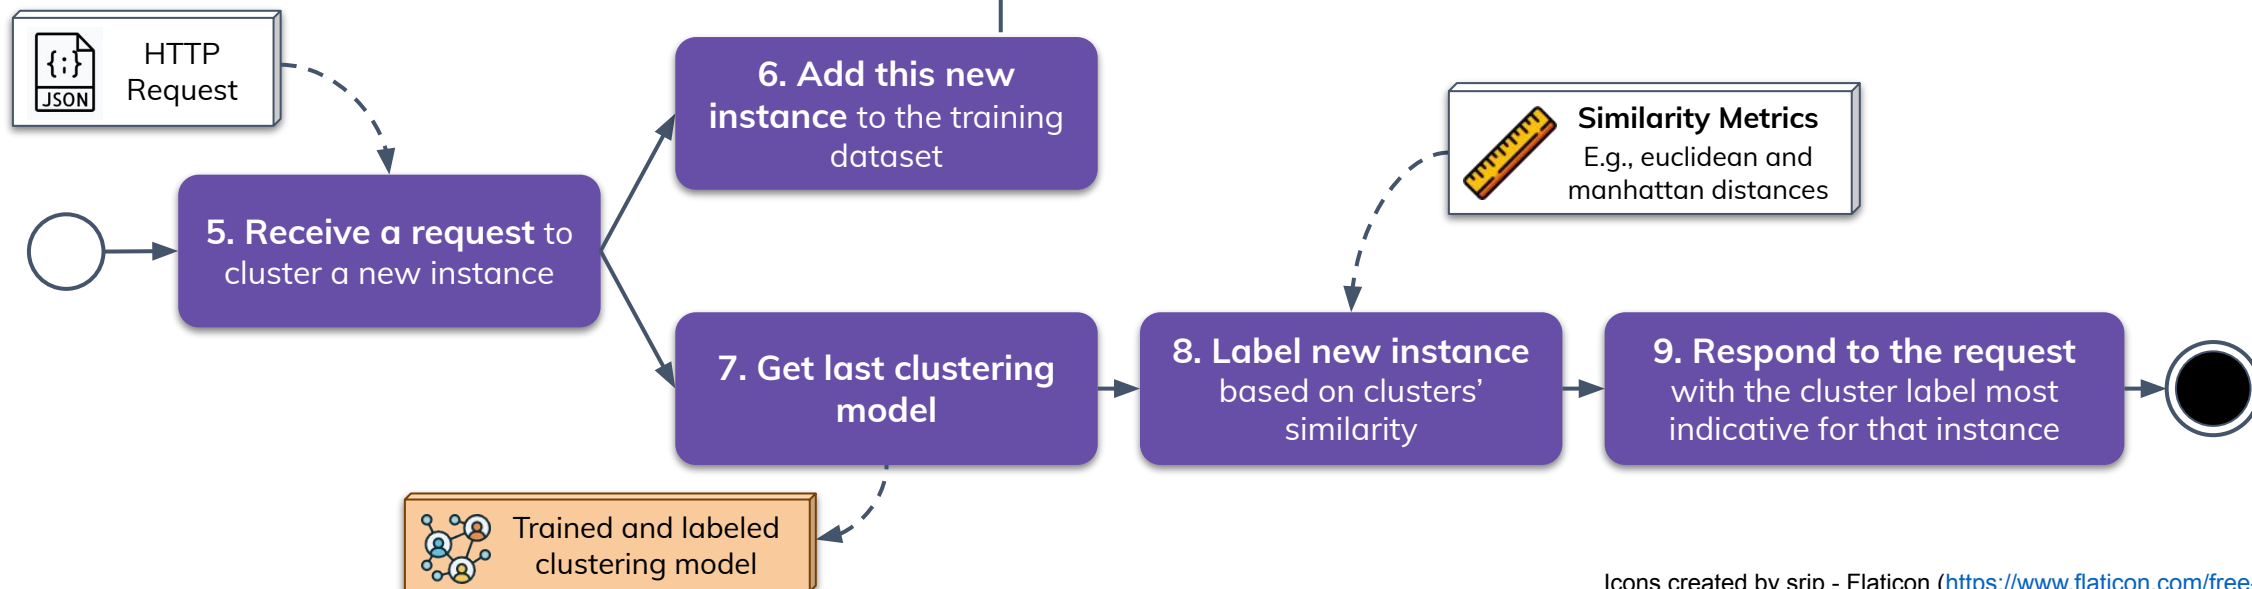 HTTP
Request
{;}
JSON
6. Add this new
instance to the training
dataset
Similarity Metrics
E.g., euclidean and
manhattan distances
5. Receive a request to
cluster a new instance
7. Get last clustering
model
8. Label new instance
based on clusters’
similarity
9. Respond to the request
with the cluster label most
indicative for that instance
Trained and labeled
clustering model
Icons created by srip - Flaticon (https://www.flaticon.com/free-